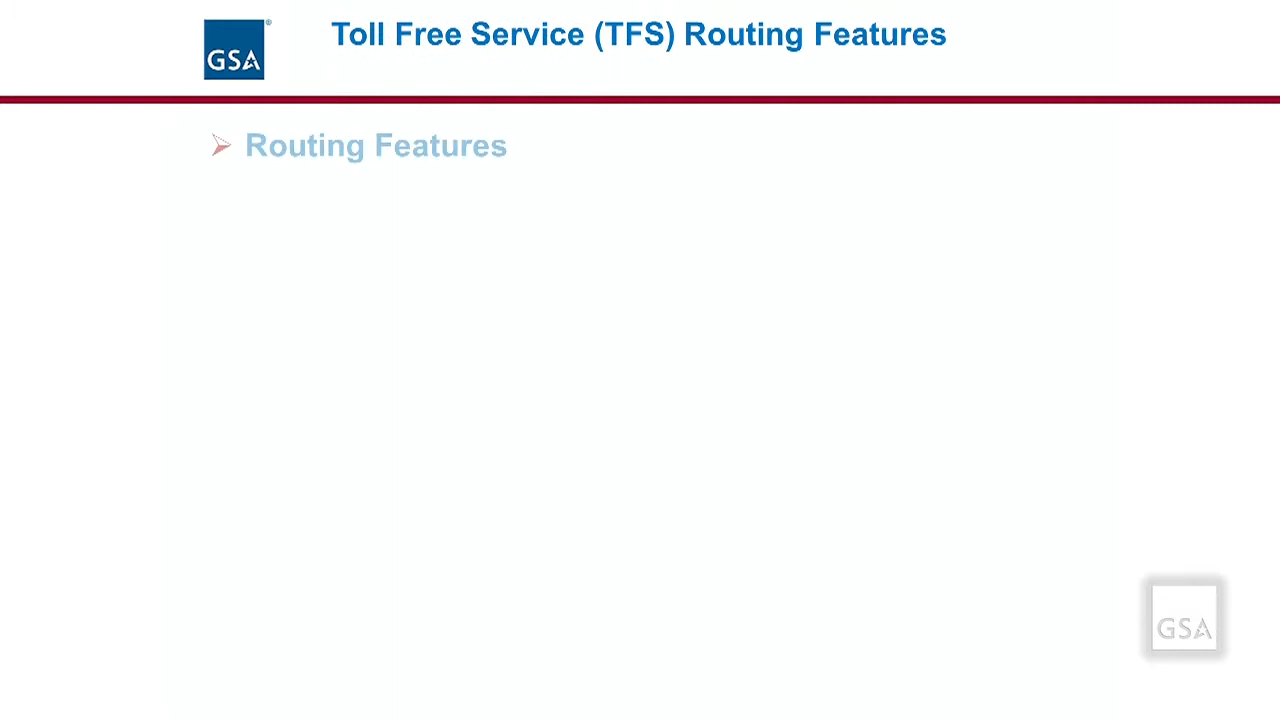 GSA
®
Toll Free Service (TFS) Routing Features
Routing Features
GSA